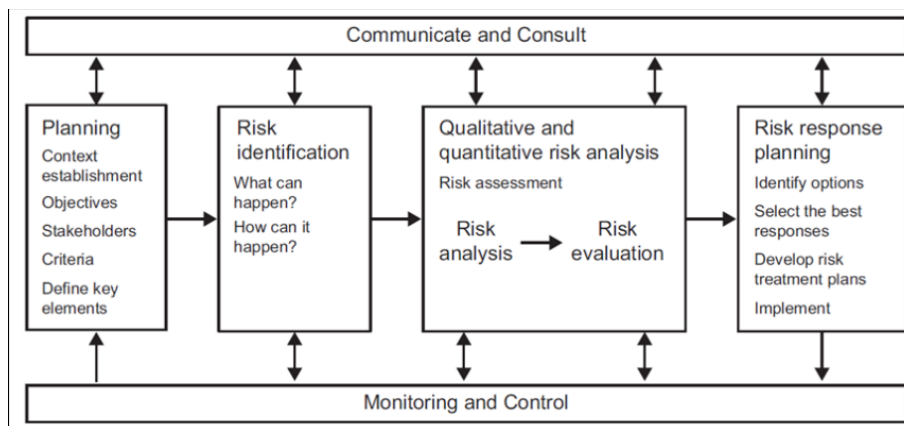 Communicate and Consult
Planning
Context
establishment
Objectives
Stakeholders
Criteria
Define key
elements
Risk
identification
What can
happen?
How can it
happen?
Qualitative and
quantitative risk analysis
Risk assessment
Risk
analysis
Risk
evaluation
Risk response
planning
Identify options
Select the best
responses
Develop risk
treatment plans
Implement
Monitoring and Control